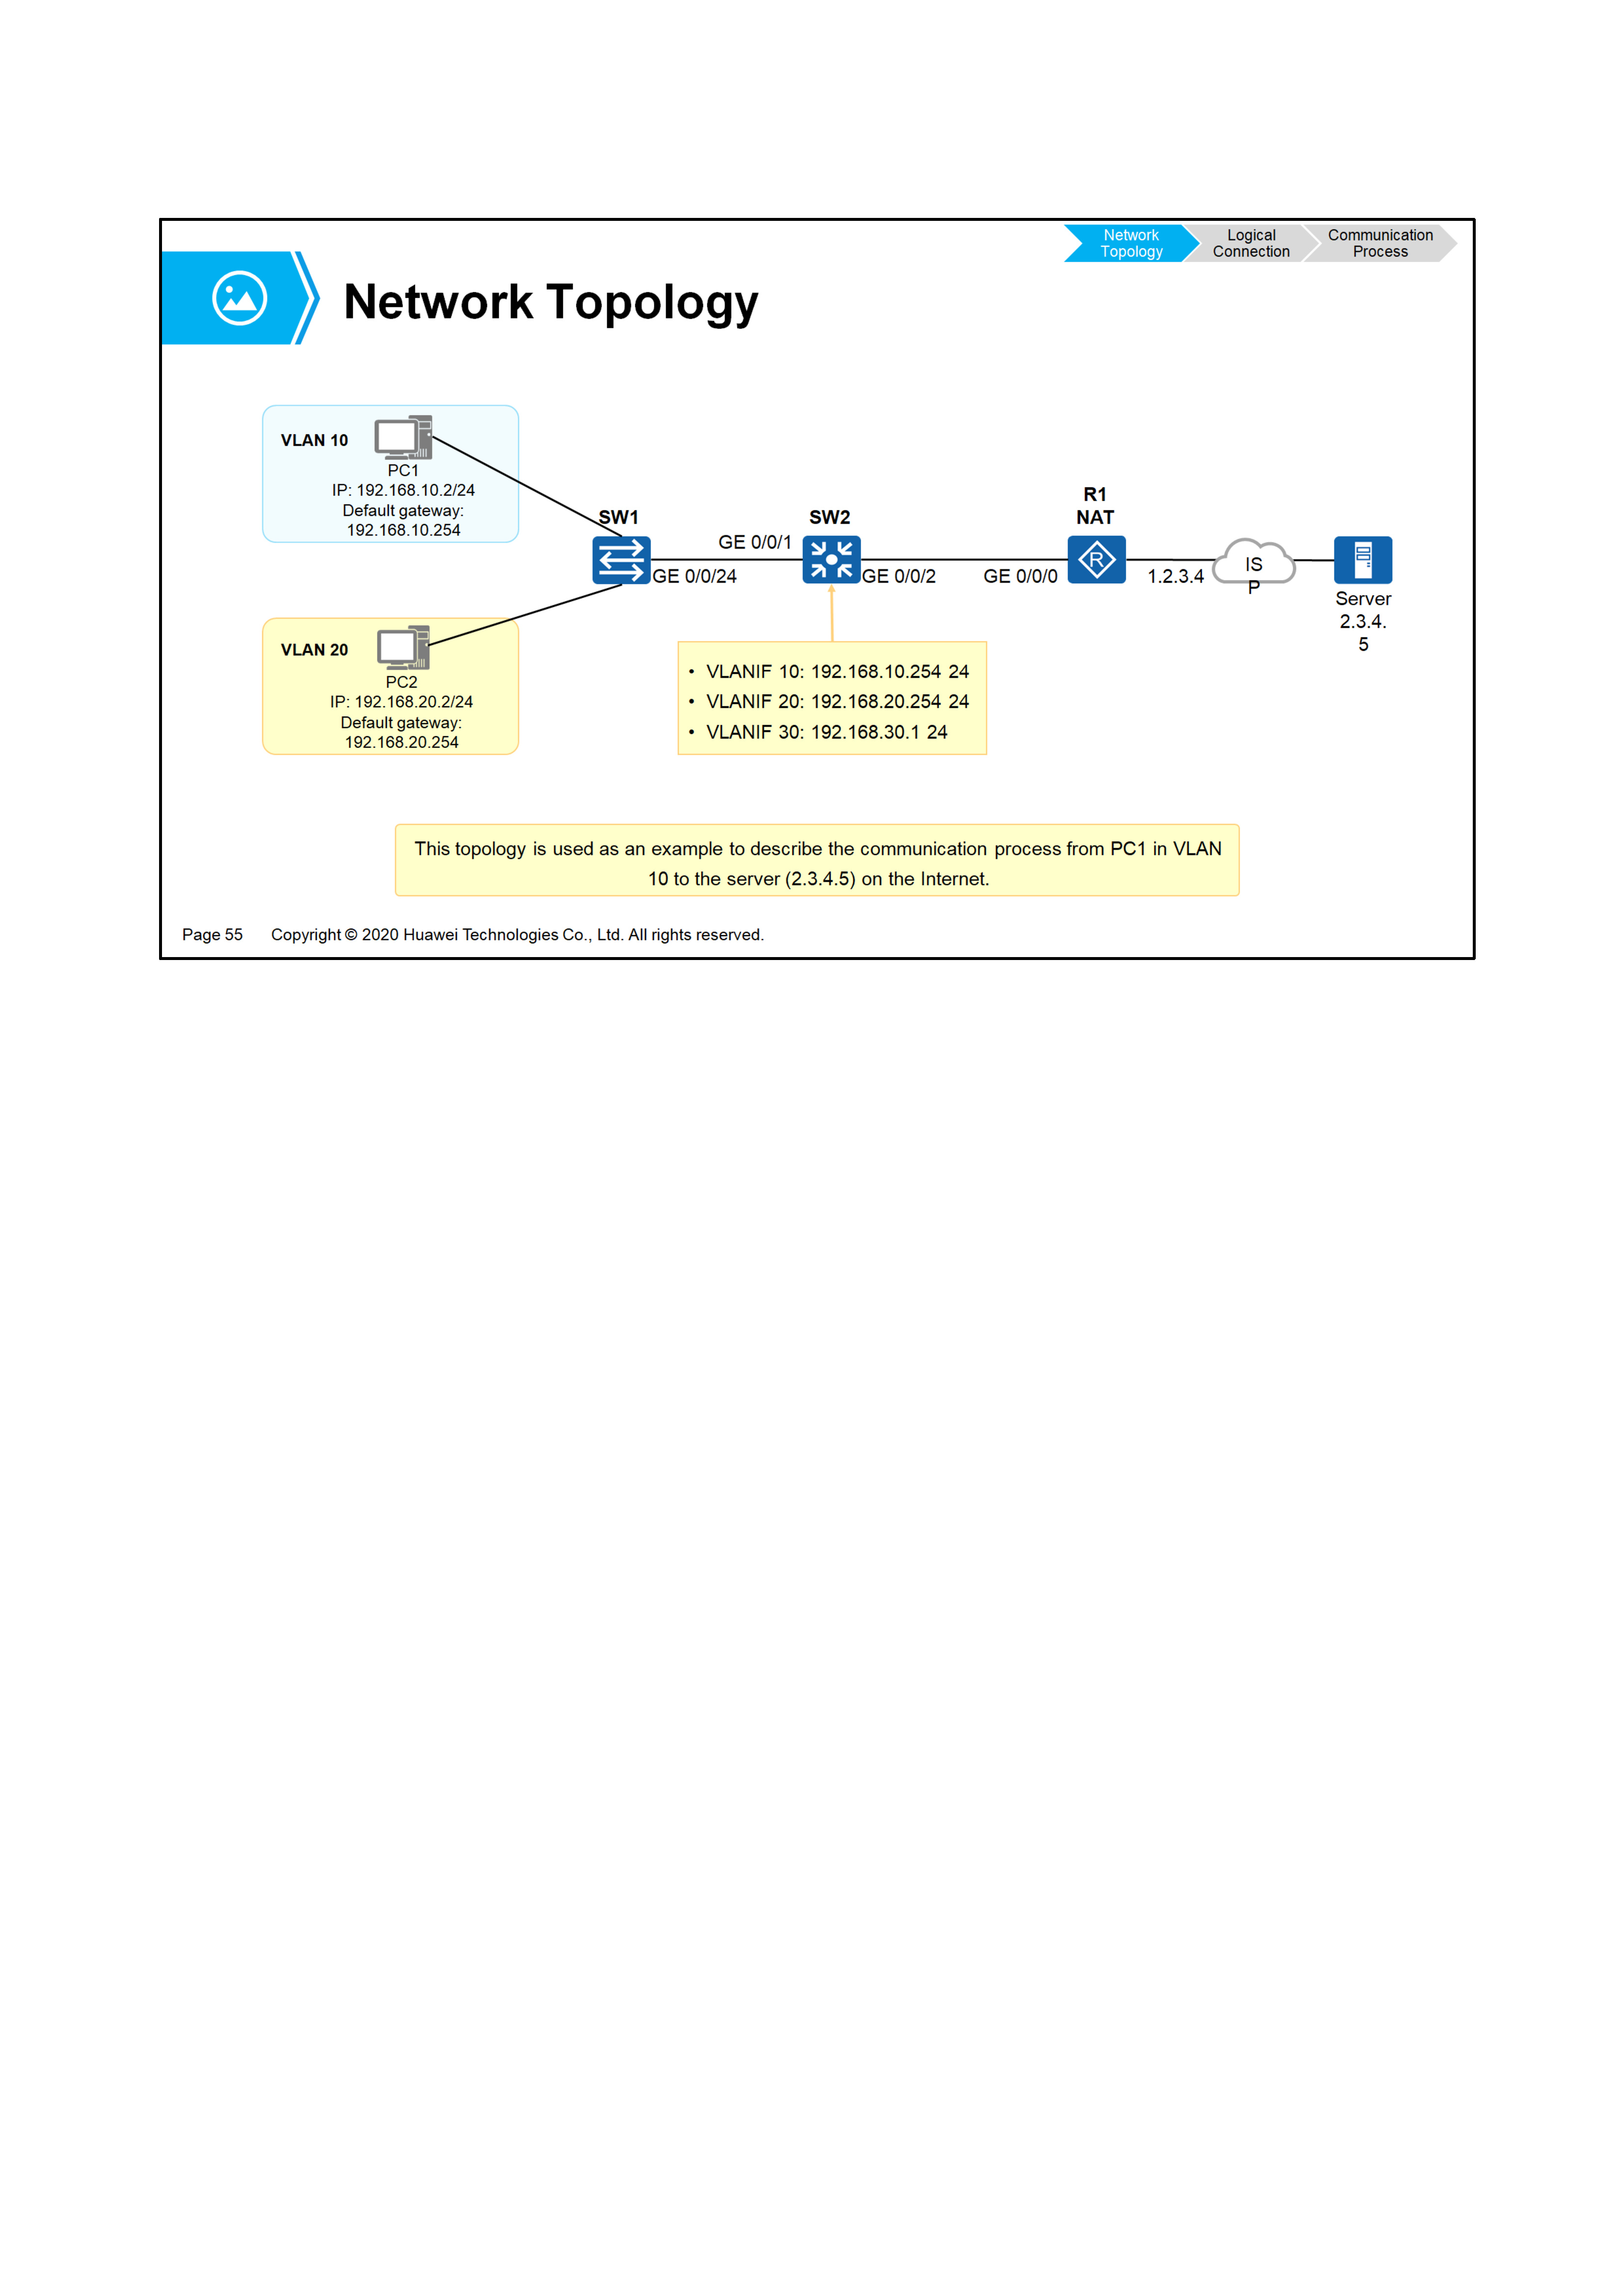 Network
Topology
Logical
Connection
Communication
Process
Network Topology
VLAN 10
PC1
IP: 192.168.10.2/24
Default gateway:
192.168.10.254
VLAN 20
PC2
IP: 192.168.20.2/24
Default gateway:
192.168.20.254
SW1
GE 0/0/24
GE 0/0/1
SW2
GE 0/0/2
GE 0/0/0
R1
NAT
R
1.2.3.4
IS
P
Server
2.3.4.
5
• VLANIF 10: 192.168.10.254 24
• VLANIF 20: 192.168.20.254 24
• VLANIF 30: 192.168.30.1 24
This topology is used as an example to describe the communication process from PC1 in VLAN
10 to the server (2.3.4.5) on the Internet.
Page 55 Copyright © 2020 Huawei Technologies Co., Ltd. All rights reserved.